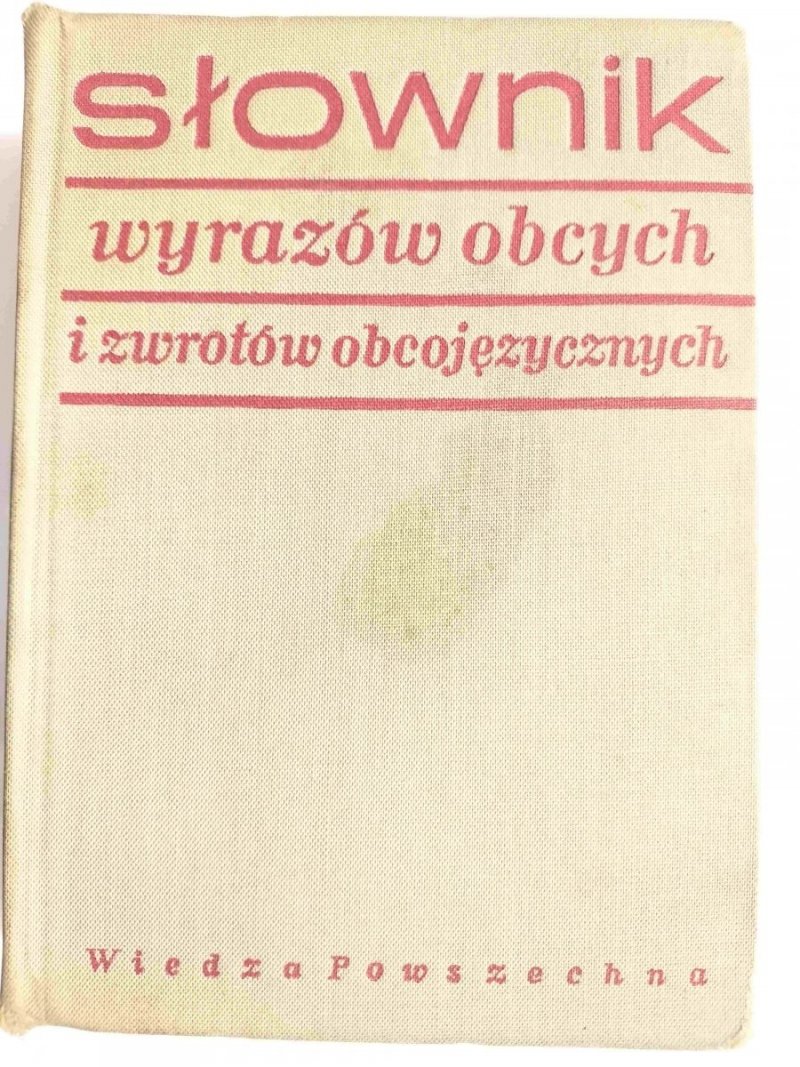 słownik
wyrazów obcych
i zwrotów obcojęzycznych
Wiedza Powszechna